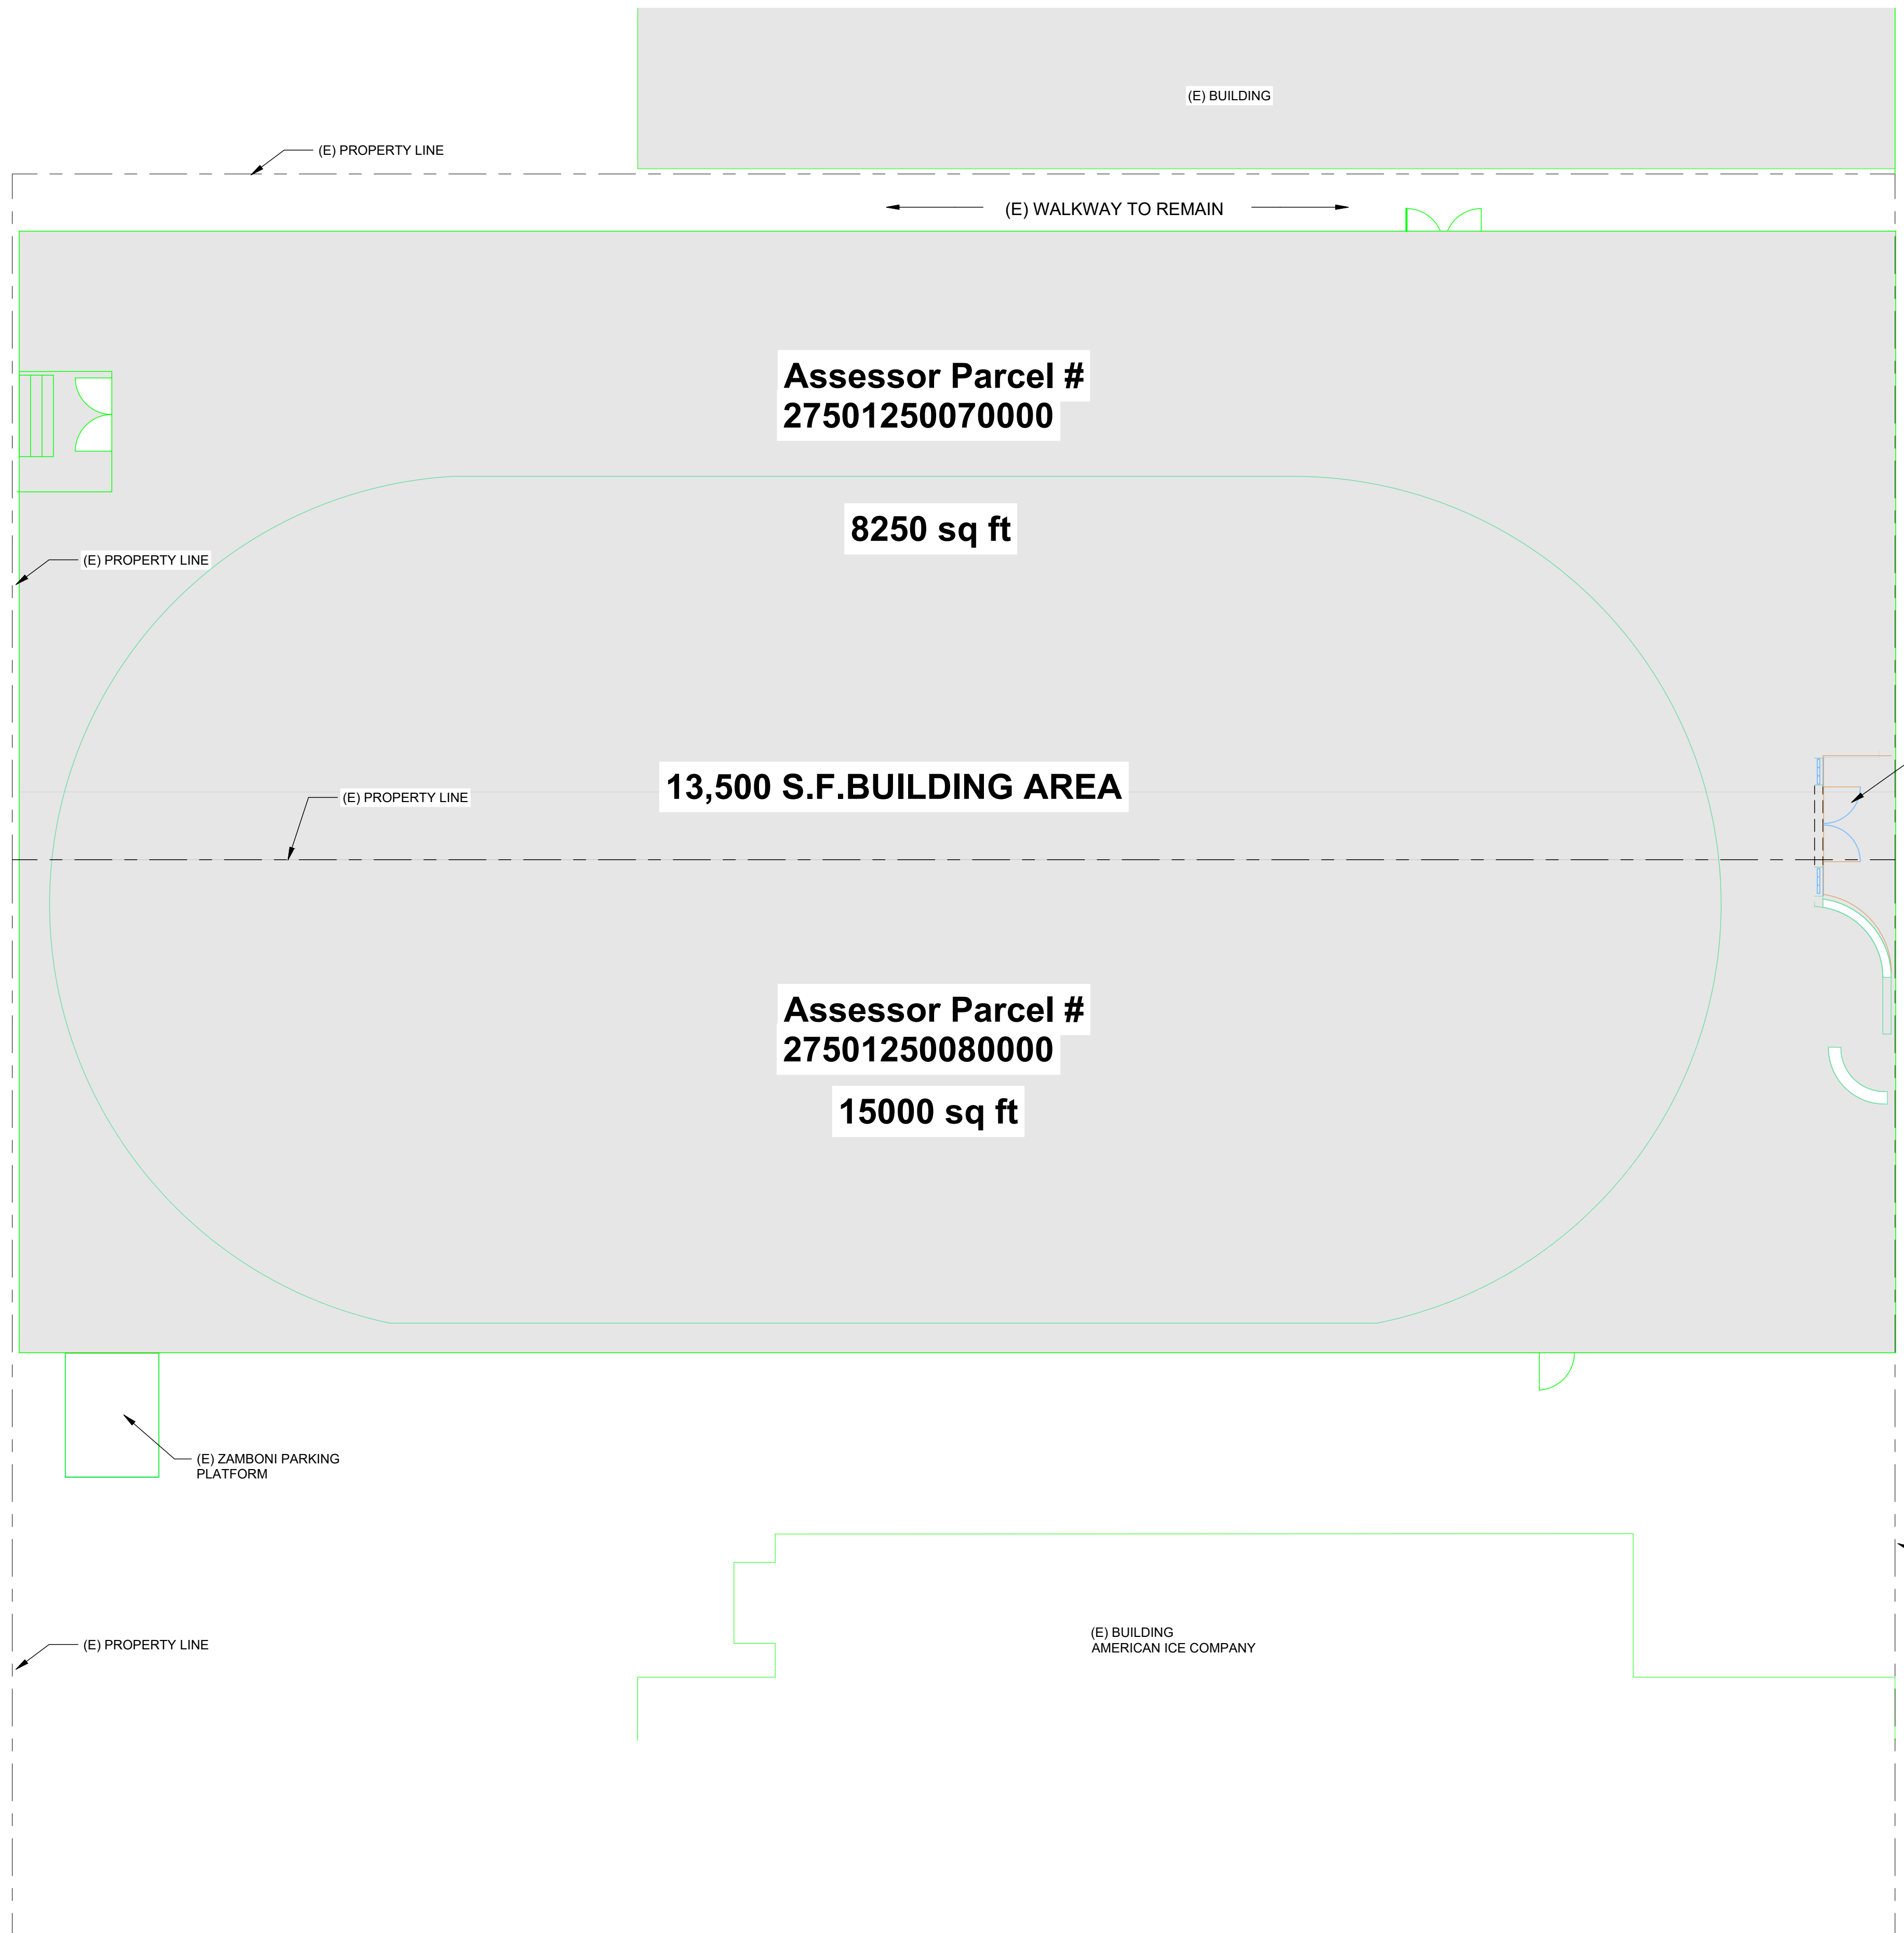 (E) BUILDING
(E) PROPERTY LINE
(E) WALKWAY TO REMAIN
Assessor Parcel #
27501250070000
8250 sq ft
(E) PROPERTY LINE
13,500 S.F.BUILDING AREA
(E) PROPERTY LINE
Assessor Parcel #
27501250080000
15000 sq ft
(E) ZAMBONI PARKING
PLATFORM
(E) BUILDING
AMERICAN ICE COMPANY
(E) PROPERTY LINE